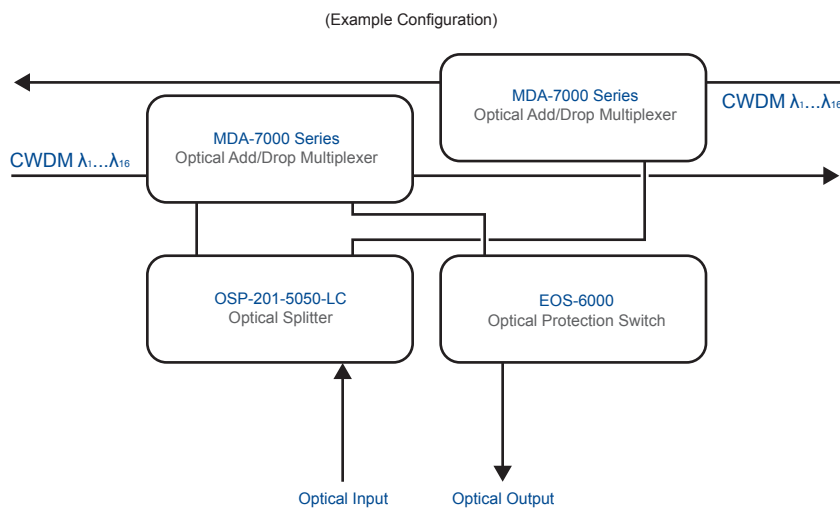 (Example Configuration)
MDA-7000 Series
Optical Add/Drop Multiplexer
CWDM λ₁...λ₁₆
MDA-7000 Series
Optical Add/Drop Multiplexer
CWDM λ₁...λ₁₆
OSP-201-5050-LC
Optical Splitter
EOS-6000
Optical Protection Switch
Optical Input
Optical Output